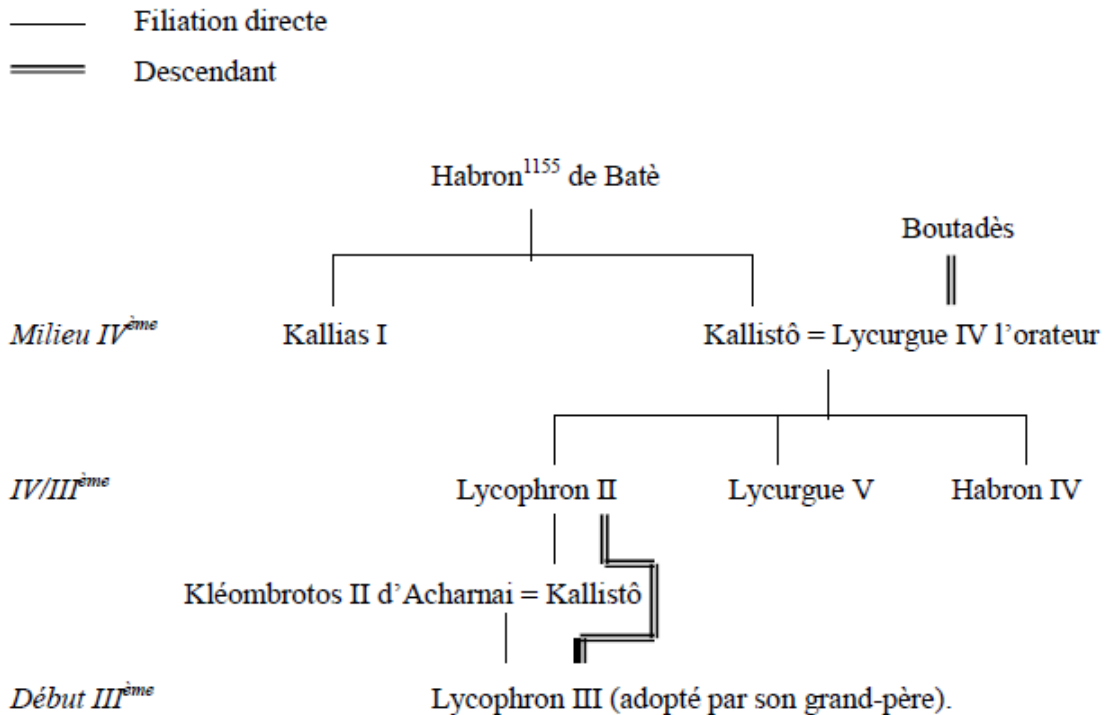 Filiation directe
Descendant
Habron1155 de Batè
Boutadès
Milieu IVème Kallias I Kallistô = Lycurgue IV l’orateur
IV/IIIème Lycophron II Lycurgue V Habron IV
Kléombrotos II d’Acharnai = Kallistô
Début IIIème Lycophron III (adopté par son grand-père).